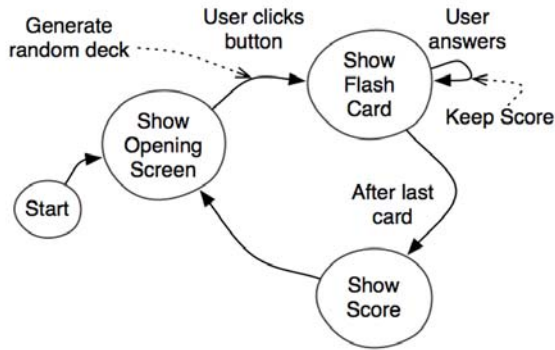 Generate
random deck
User clicks
button
User
answers
Show
Flash
Card
Keep Score
Show
Opening
Screen
Start
After last
card
Show
Score